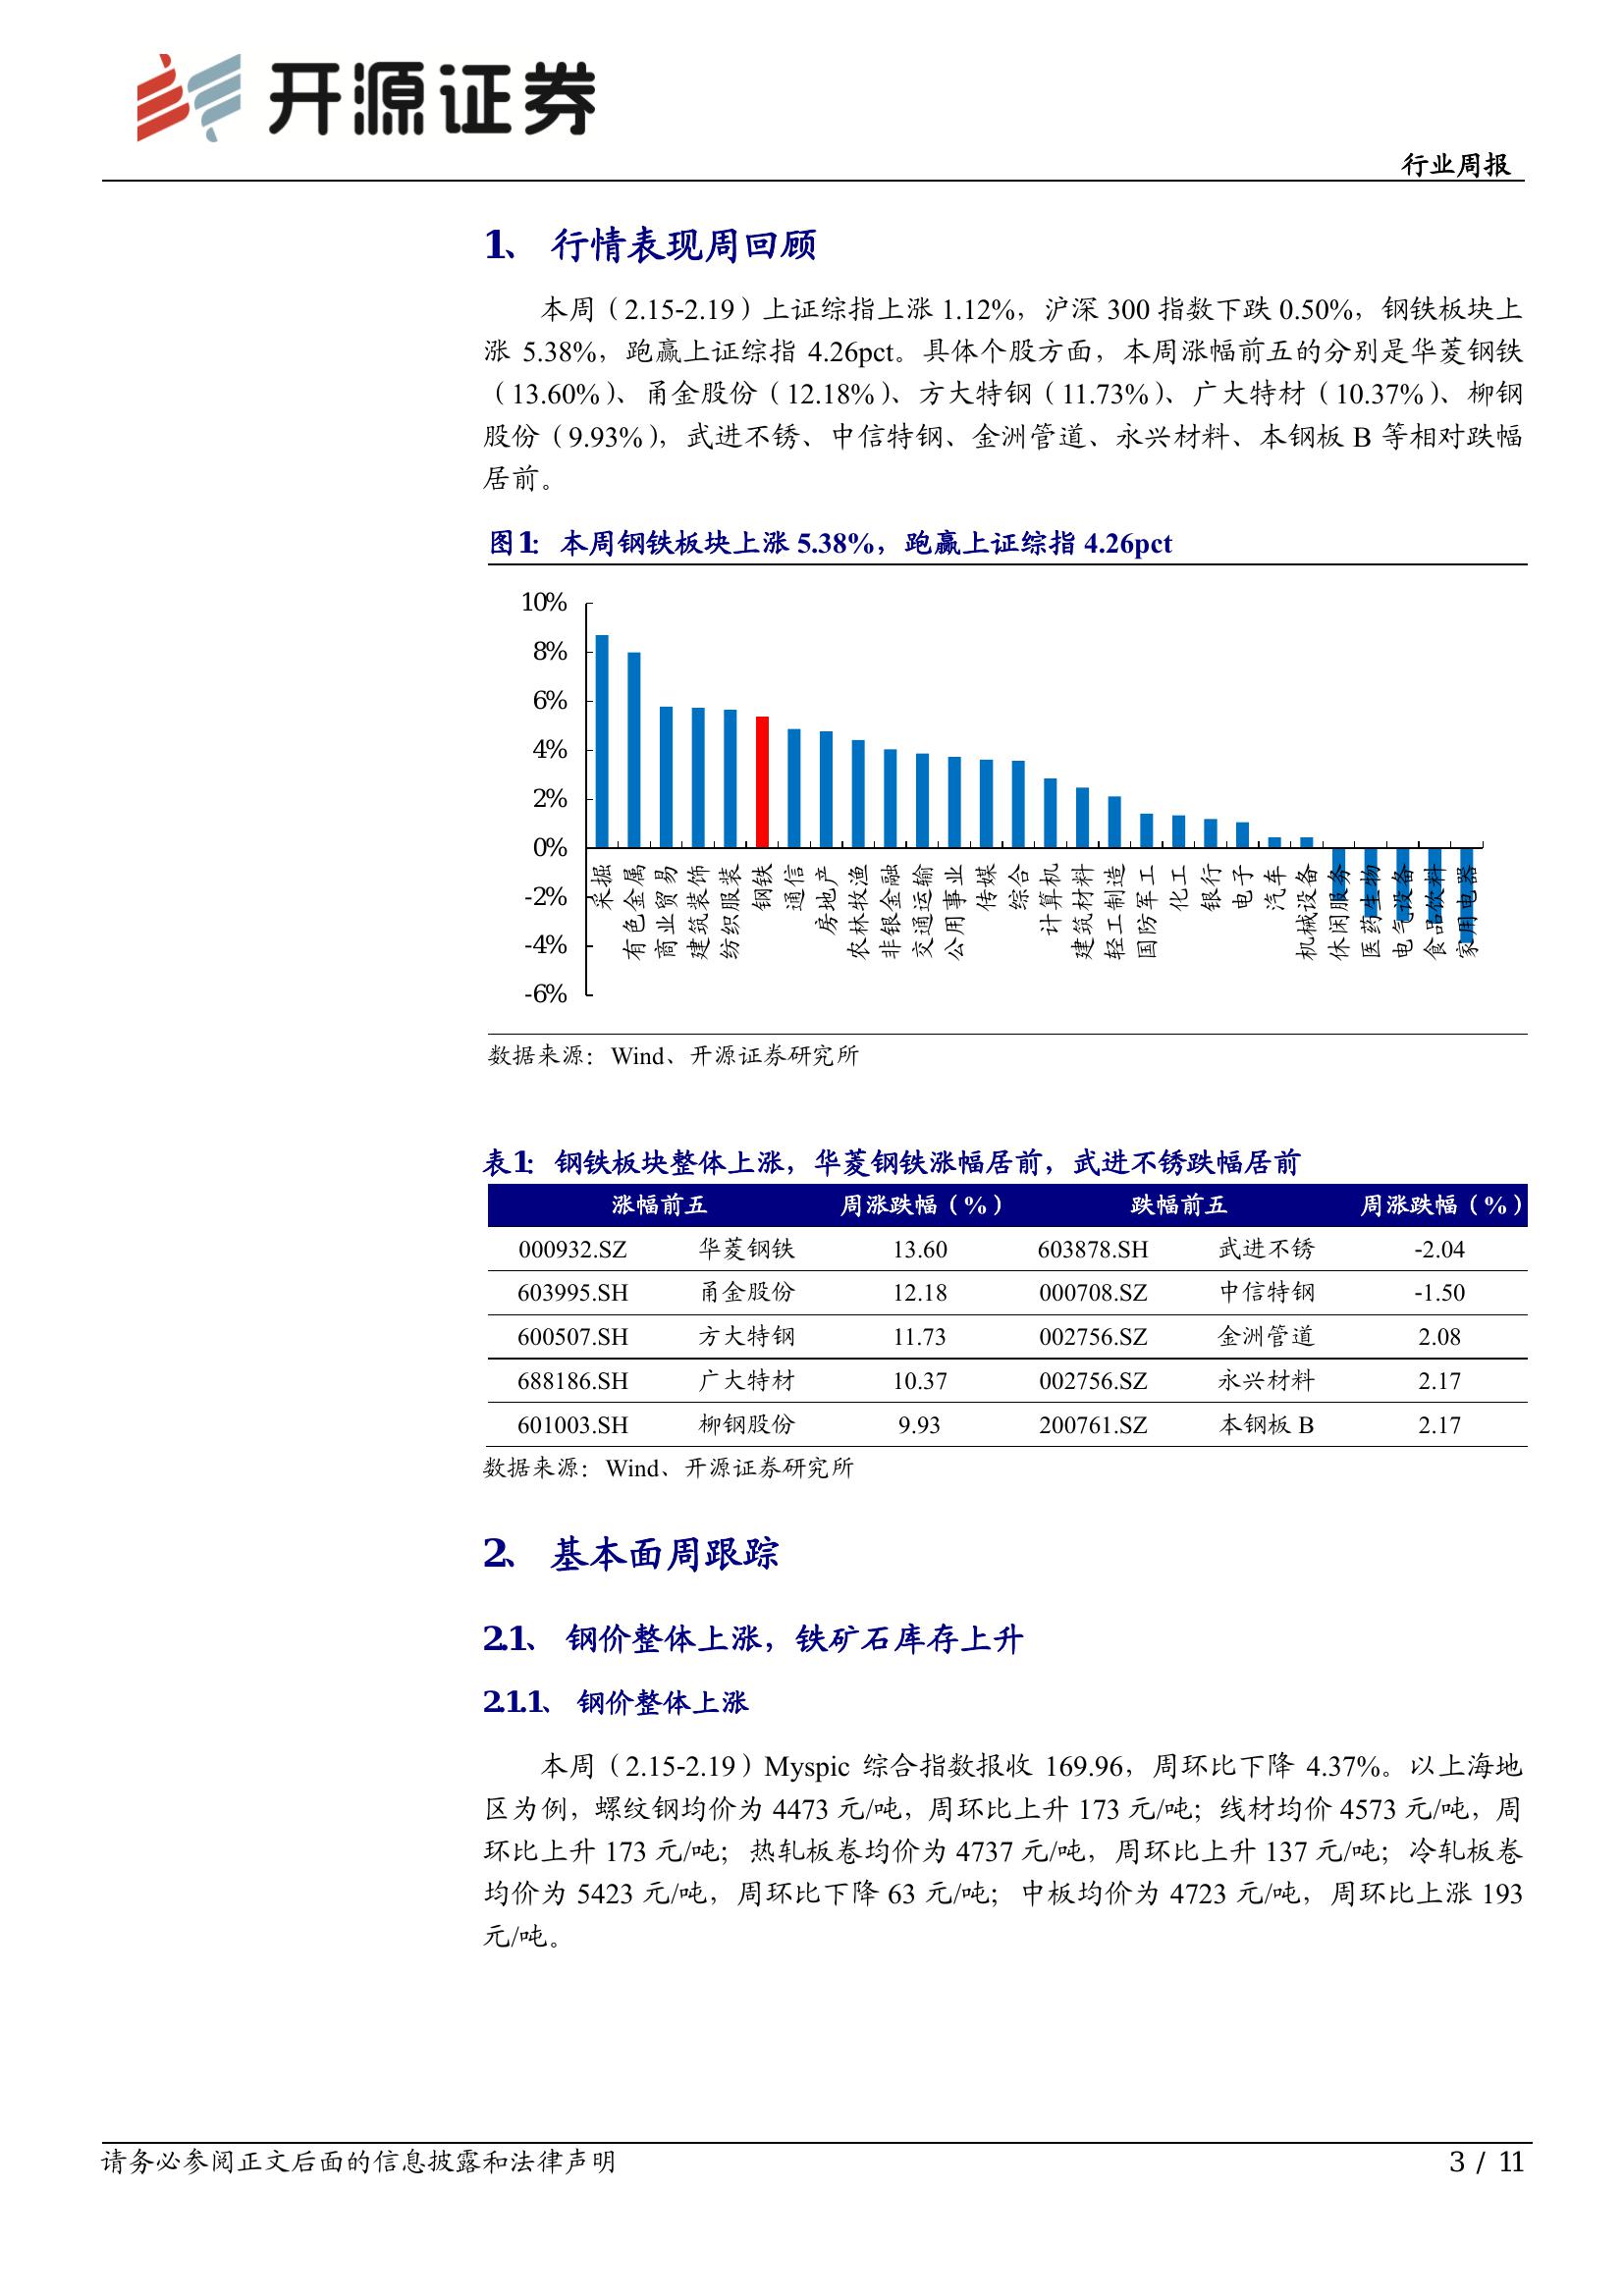 开源证券
行业周报
1、 行情表现周回顾
本周（2.15-2.19）上证综指上涨 1.12%，沪深 300 指数下跌 0.50%，钢铁板块上
涨 5.38%，跑赢上证综指 4.26pct。具体个股方面，本周涨幅前五的分别是华菱钢铁
（13.60%）、甬金股份（12.18%）、方大特钢（11.73%）、广大特材（10.37%）、柳钢
股份（9.93%），武进不锈、中信特钢、金洲管道、永兴材料、本钢板 B 等相对跌幅
居前。
图1： 本周钢铁板块上涨 5.38%，跑赢上证综指 4.26pct
10%
8%
6%
4%
2%
0%
-2%
-4%
-6%
采掘
有色金属
商业贸易
建筑装饰
纺织服装
钢铁
通信
房地产
农林牧渔
非银金融
交通运输
公用事业
传媒
综合
计算机
建筑材料
轻工制造
国防军工
化工
银行
电子
汽车
机械设备
休闲服务
医药生物
电气设备
食品饮料
家用电器
数据来源：Wind、开源证券研究所
表1： 钢铁板块整体上涨，华菱钢铁涨幅居前，武进不锈跌幅居前
涨幅前五 周涨跌幅（%） 跌幅前五 周涨跌幅（%）
000932.SZ 华菱钢铁 13.60 603878.SH 武进不锈 -2.04
603995.SH 甬金股份 12.18 000708.SZ 中信特钢 -1.50
600507.SH 方大特钢 11.73 002756.SZ 金洲管道 2.08
688186.SH 广大特材 10.37 002756.SZ 永兴材料 2.17
601003.SH 柳钢股份 9.93 200761.SZ 本钢板 B 2.17
数据来源：Wind、开源证券研究所
2、 基本面周跟踪
2.1、 钢价整体上涨，铁矿石库存上升
2.1.1、 钢价整体上涨
本周（2.15-2.19）Myspic 综合指数报收 169.96，周环比下降 4.37%。以上海地
区为例，螺纹钢均价为 4473 元/吨，周环比上升 173 元/吨；线材均价 4573 元/吨，周
环比上升 173 元/吨；热轧板卷均价为 4737 元/吨，周环比上升 137 元/吨；冷轧板卷
均价为 5423 元/吨，周环比下降 63 元/吨；中板均价为 4723 元/吨，周环比上涨 193
元/吨。
请务必参阅正文后面的信息披露和法律声明
3 / 11